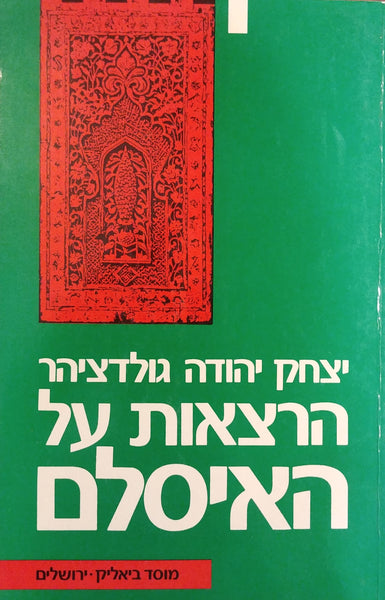 יצחק יהודה גולדציהר
הרצאות על
האיסלם
מוסד ביאליק · ירושלים